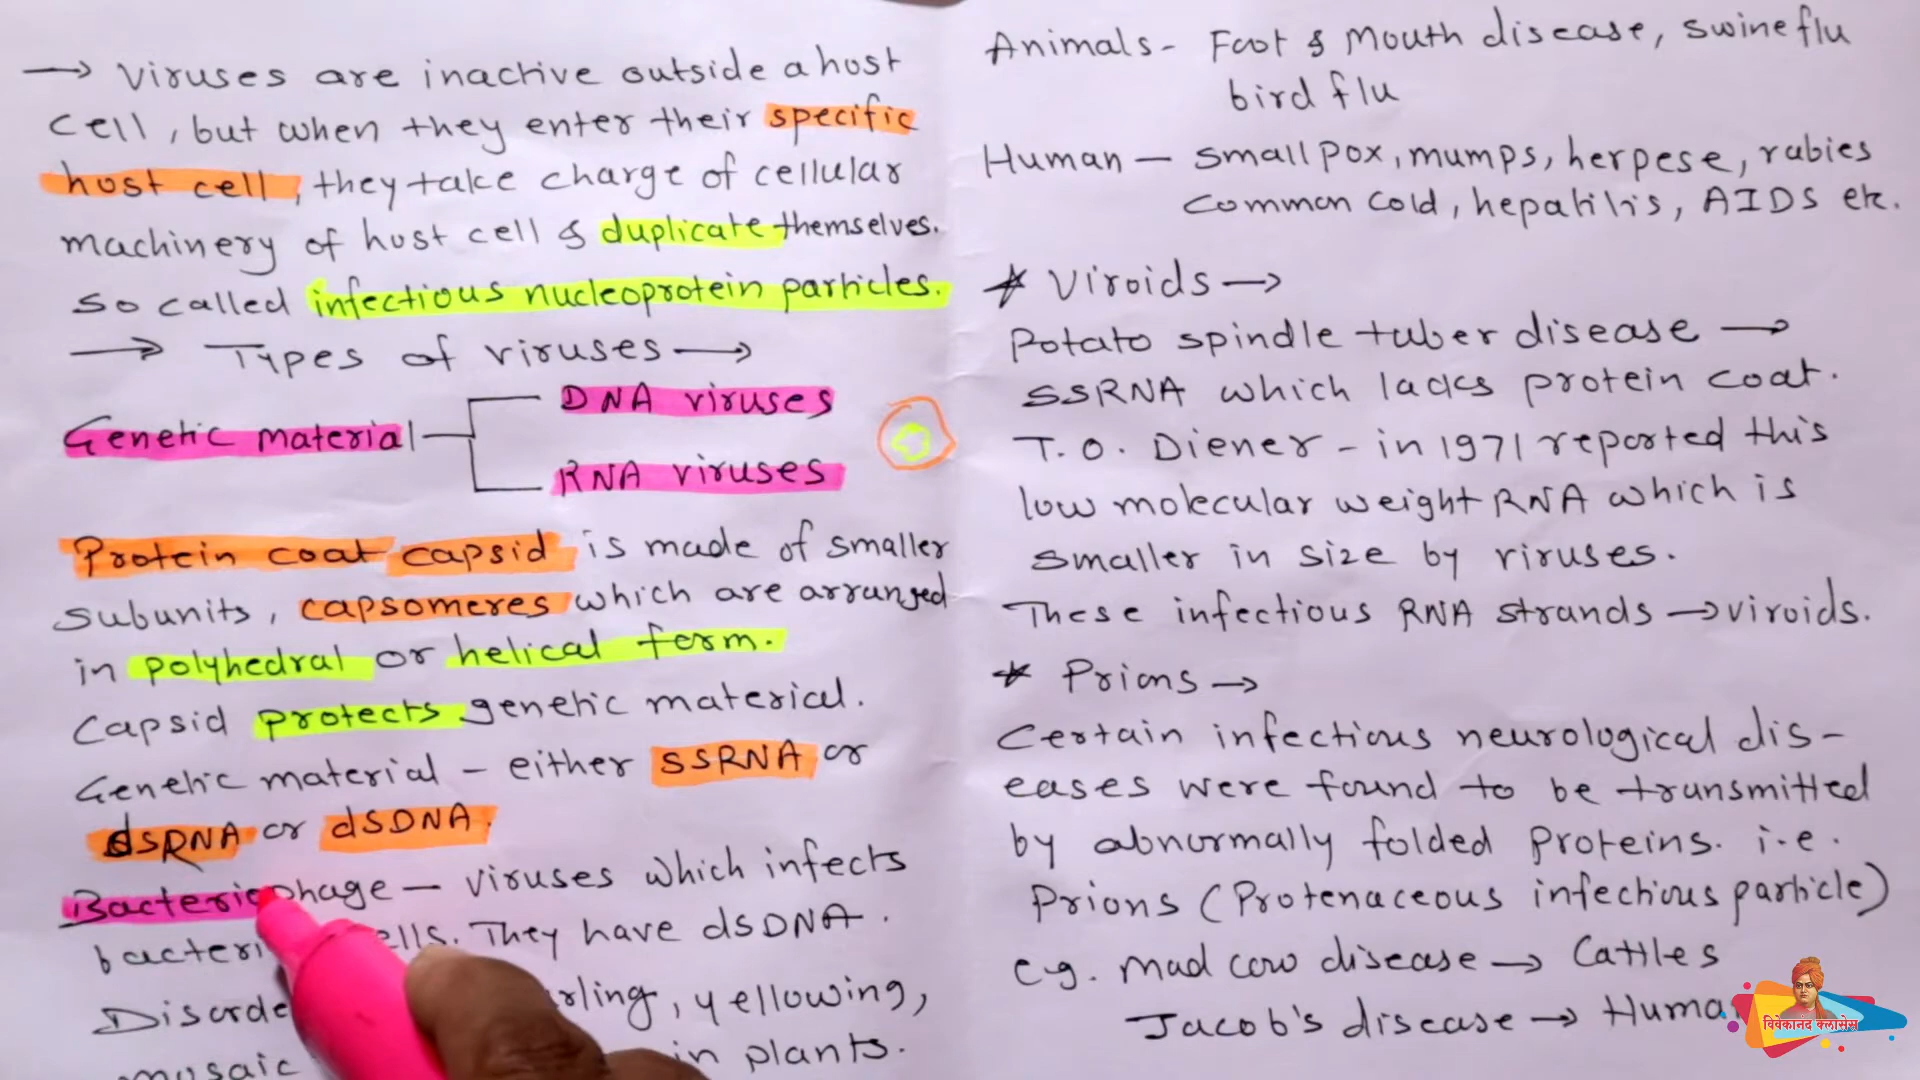 → Viruses are inactive outside a host
cell, but when they enter their specific
host cell, they take charge of cellular
machinery of host cell & duplicate themselves.
so called infectious nucleoprotein particles.
→ Types of viruses →
Genetic material
DNA viruses
RNA viruses
Protein coat capsid is made of smaller
subunits, capsomeres which are arranged
in polyhedral or helical form.
Capsid protects genetic material.
Genetic material - either SSRNA or
dsRNA or dSDNA.
Bacteriophage - viruses which infects
bacteri ells. They have dsDNA.
Disorde rling, yellowing,
mosaic in plants.
Animals - Foot & Mouth disease, swine flu
bird flu
Human - small pox, mumps, herpese, rabies
common cold, hepatitis, AIDS etc.
* Viroids →
Potato spindle tuber disease →
SSRNA which lacks protein coat.
T.O. Diener - in 1971 reported this
low molecular weight RNA which is
smaller in size by viruses.
These infectious RNA strands → viroids.
* Prions →
Certain infectious neurological dis-
eases were found to be transmitted
by abnormally folded proteins. i.e.
Prions (Protenaceous infectious particle)
e.g. Mad cow disease → Cattles
Jacob's disease → Huma
विवेकानंद क्लासेस